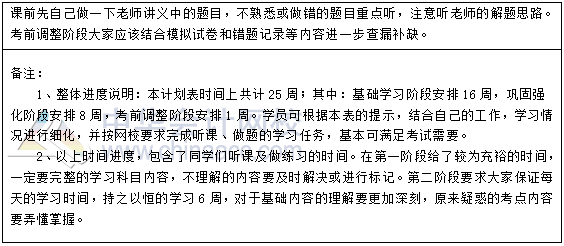 课前先自己做一下老师讲义中的题目，不熟悉或做错的题目重点听，注意听老师的解题思路。
考前调整阶段大家应该结合模拟试卷和错题记录等内容进一步查漏补缺。
备注：
1、整体进度说明：本计划表时间上共计 25 周；其中：基础学习阶段安排 16 周，巩固强
化阶段安排 8 周，考前调整阶段安排 1 周。学员可根据本表的提示，结合自己的工作，学习情
况进行细化，并按网校要求完成听课、做题的学习任务，基本可满足考试需要。
2、以上时间进度，包含了同学们听课及做练习的时间。在第一阶段给了较为充裕的时间，
一定要完整的学习科目内容，不理解的内容要及时解决或进行标记。第二阶段要求大家保证每
天的学习时间，持之以恒的学习 6 周，对于基础内容的理解要更加深刻，原来疑惑的考点内容
要弄懂掌握。